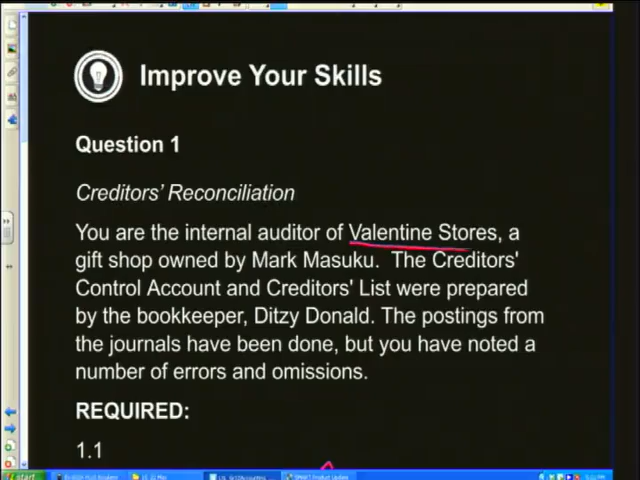 Improve Your Skills
Question 1
Creditors' Reconciliation
You are the internal auditor of Valentine Stores, a
gift shop owned by Mark Masuku. The Creditors'
Control Account and Creditors' List were prepared
by the bookkeeper, Ditzy Donald. The postings from
the journals have been done, but you have noted a
number of errors and omissions.
REQUIRED:
1.1
start